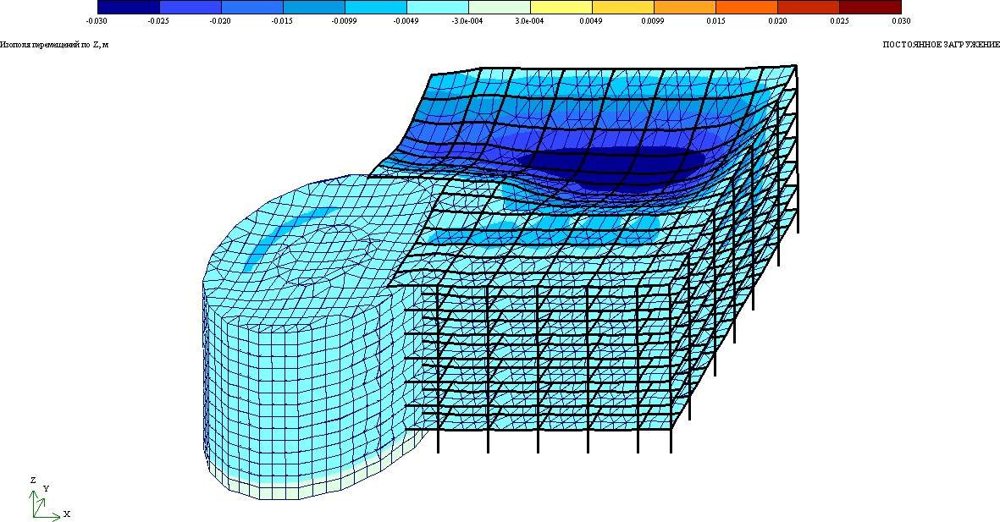 -0.030 -0.025 -0.020 -0.015 -0.0099 -0.0049 -3.0e-004 3.0e-004 0.0049 0.0099 0.015 0.020 0.025 0.030
Изополя перемещений по Z, м ПОСТОЯННОЕ ЗАГРУЖЕНИЕ
Z
Y
X